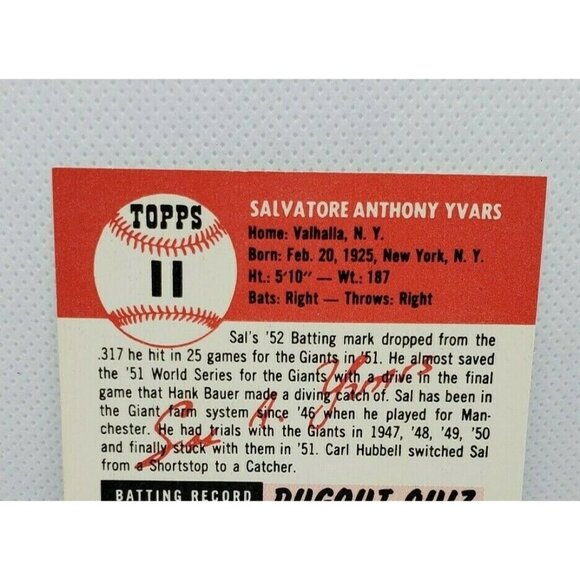 TOPPS
11
SALVATORE ANTHONY YVARS
Home: Valhalla, N. Y.
Born: Feb. 20, 1925, New York, N. Y.
Ht.: 5'10" — Wt.: 187
Bats: Right — Throws: Right
Sal's '52 Batting mark dropped from the
.317 he hit in 25 games for the Giants in '51. He almost saved
the '51 World Series for the Giants with a drive in the final
game that Hank Bauer made a diving catch of. Sal has been in
the Giant farm system since '46 when he played for Man-
chester. He had trials with the Giants in 1947, '48, '49, '50
and finally stuck with them in '51. Carl Hubbell switched Sal
from a Shortstop to a Catcher.
Sal A. Yvars
BATTING RECORD
DUGOUT QUIZ